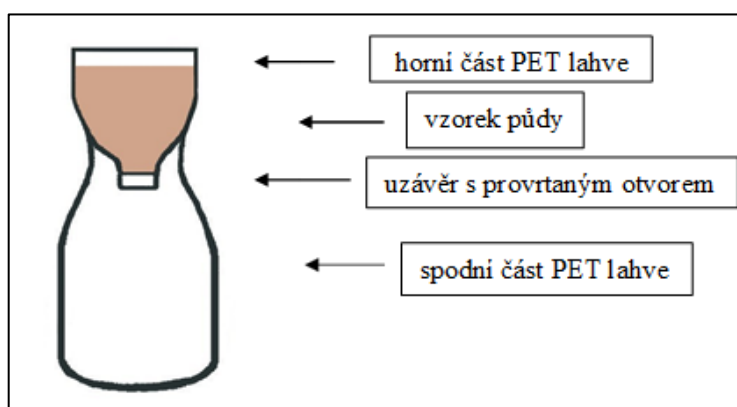 horní část PET lahve
vzorek půdy
uzávěr s provrtaným otvorem
spodní část PET lahve